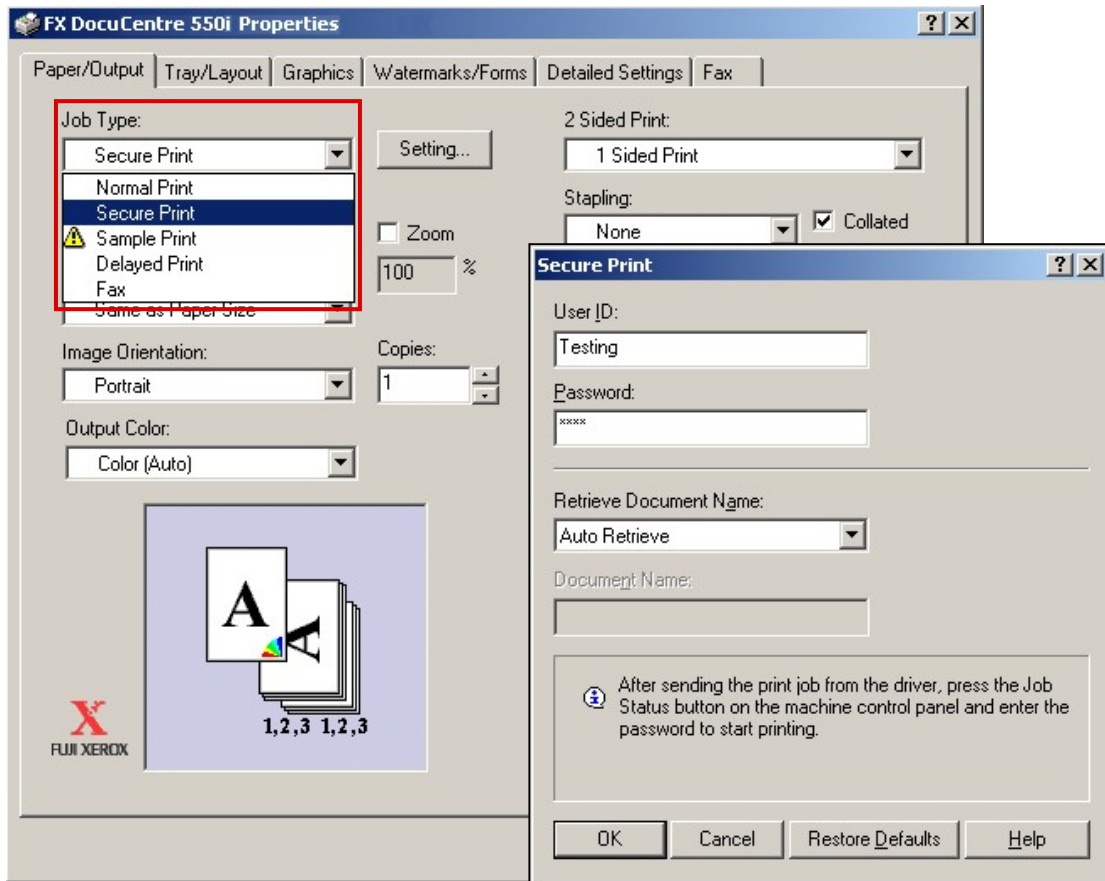 FX DocuCentre 550i Properties
Paper/Output Tray/Layout Graphics Watermarks/Forms Detailed Settings Fax
Job Type:
Secure Print
Normal Print
Secure Print
Sample Print
Delayed Print
Fax
Same as Paper Size
Setting...
Zoom
100 %
Image Orientation:
Portrait
Copies:
1
Output Color:
Color (Auto)
2 Sided Print:
1 Sided Print
Stapling:
None
Collated
A
A
1,2,3 1,2,3
X
FUJI XEROX
Secure Print
User ID:
Testing
Password:
××××
Retrieve Document Name:
Auto Retrieve
Document Name:
After sending the print job from the driver, press the Job
Status button on the machine control panel and enter the
password to start printing.
OK Cancel Restore Defaults Help